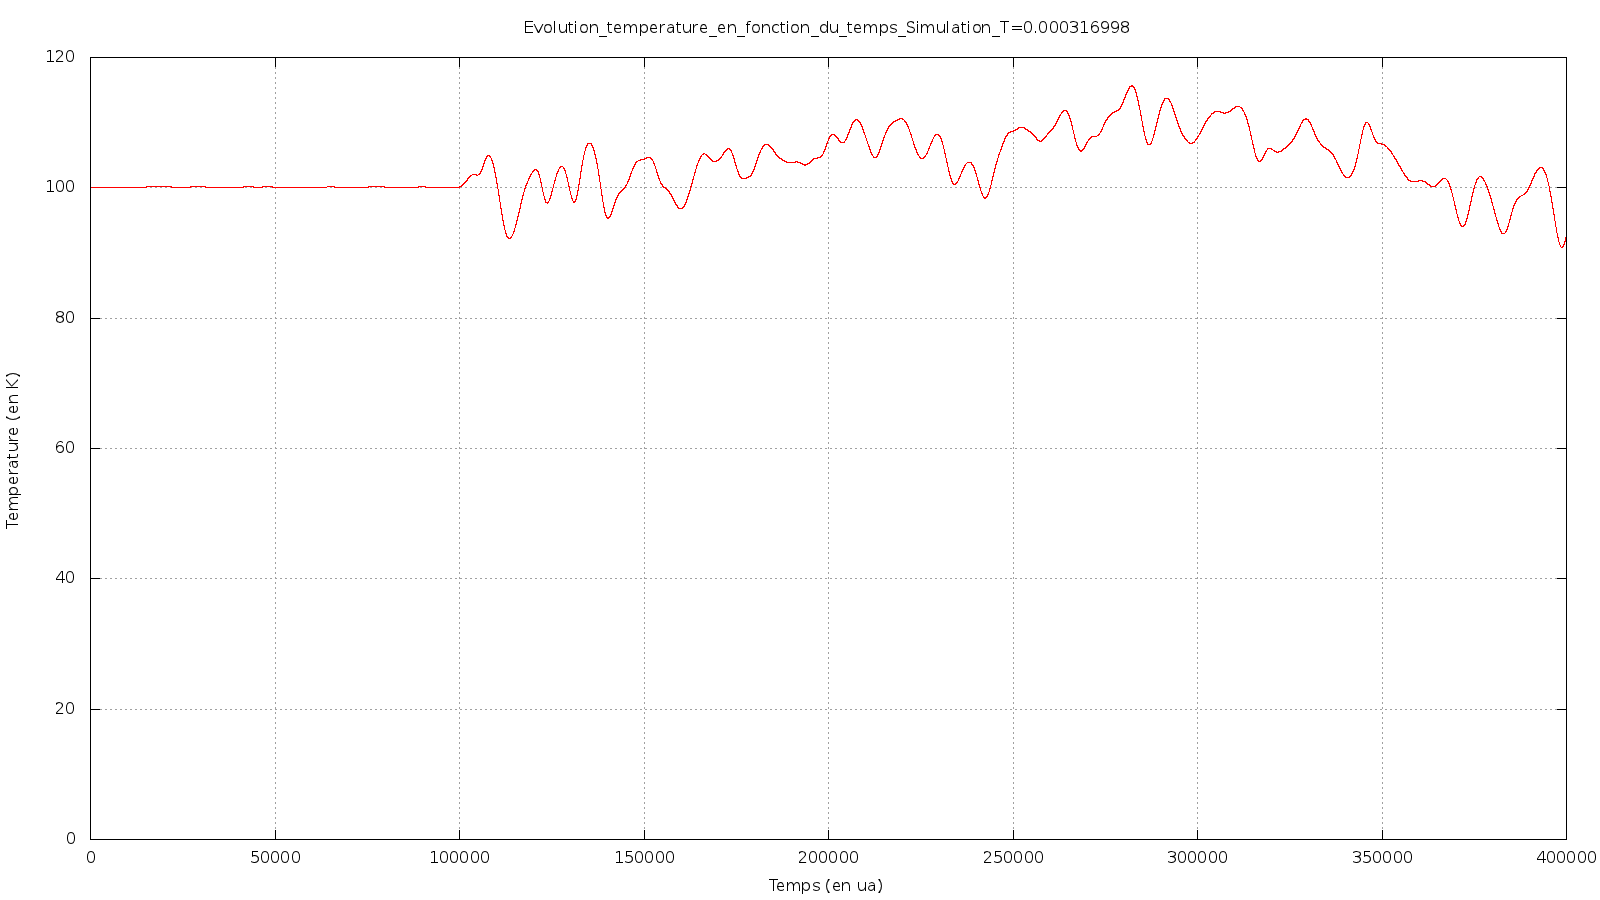 Evolution_temperature_en_fonction_du_temps_Simulation_T=0.000316998
120
100
80
60
40
20
0
Temperature (en K)
0 50000 100000 150000 200000 250000 300000 350000 400000
Temps (en ua)